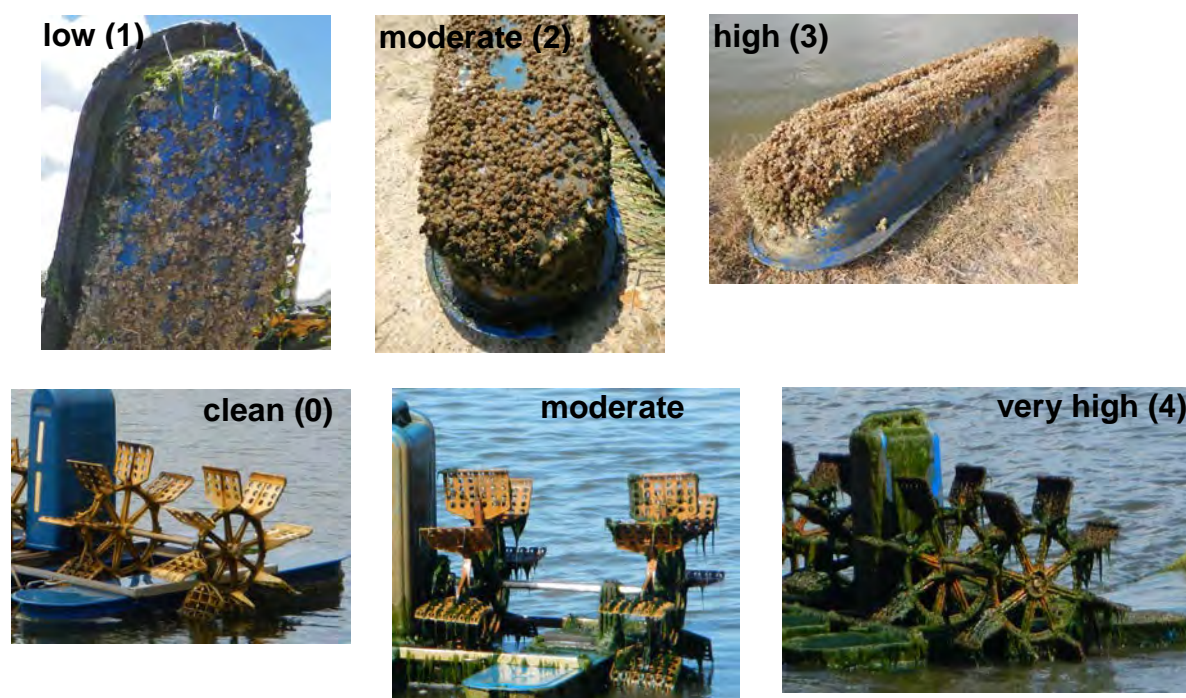 low (1)
moderate (2)
high (3)
clean (0)
moderate
very high (4)